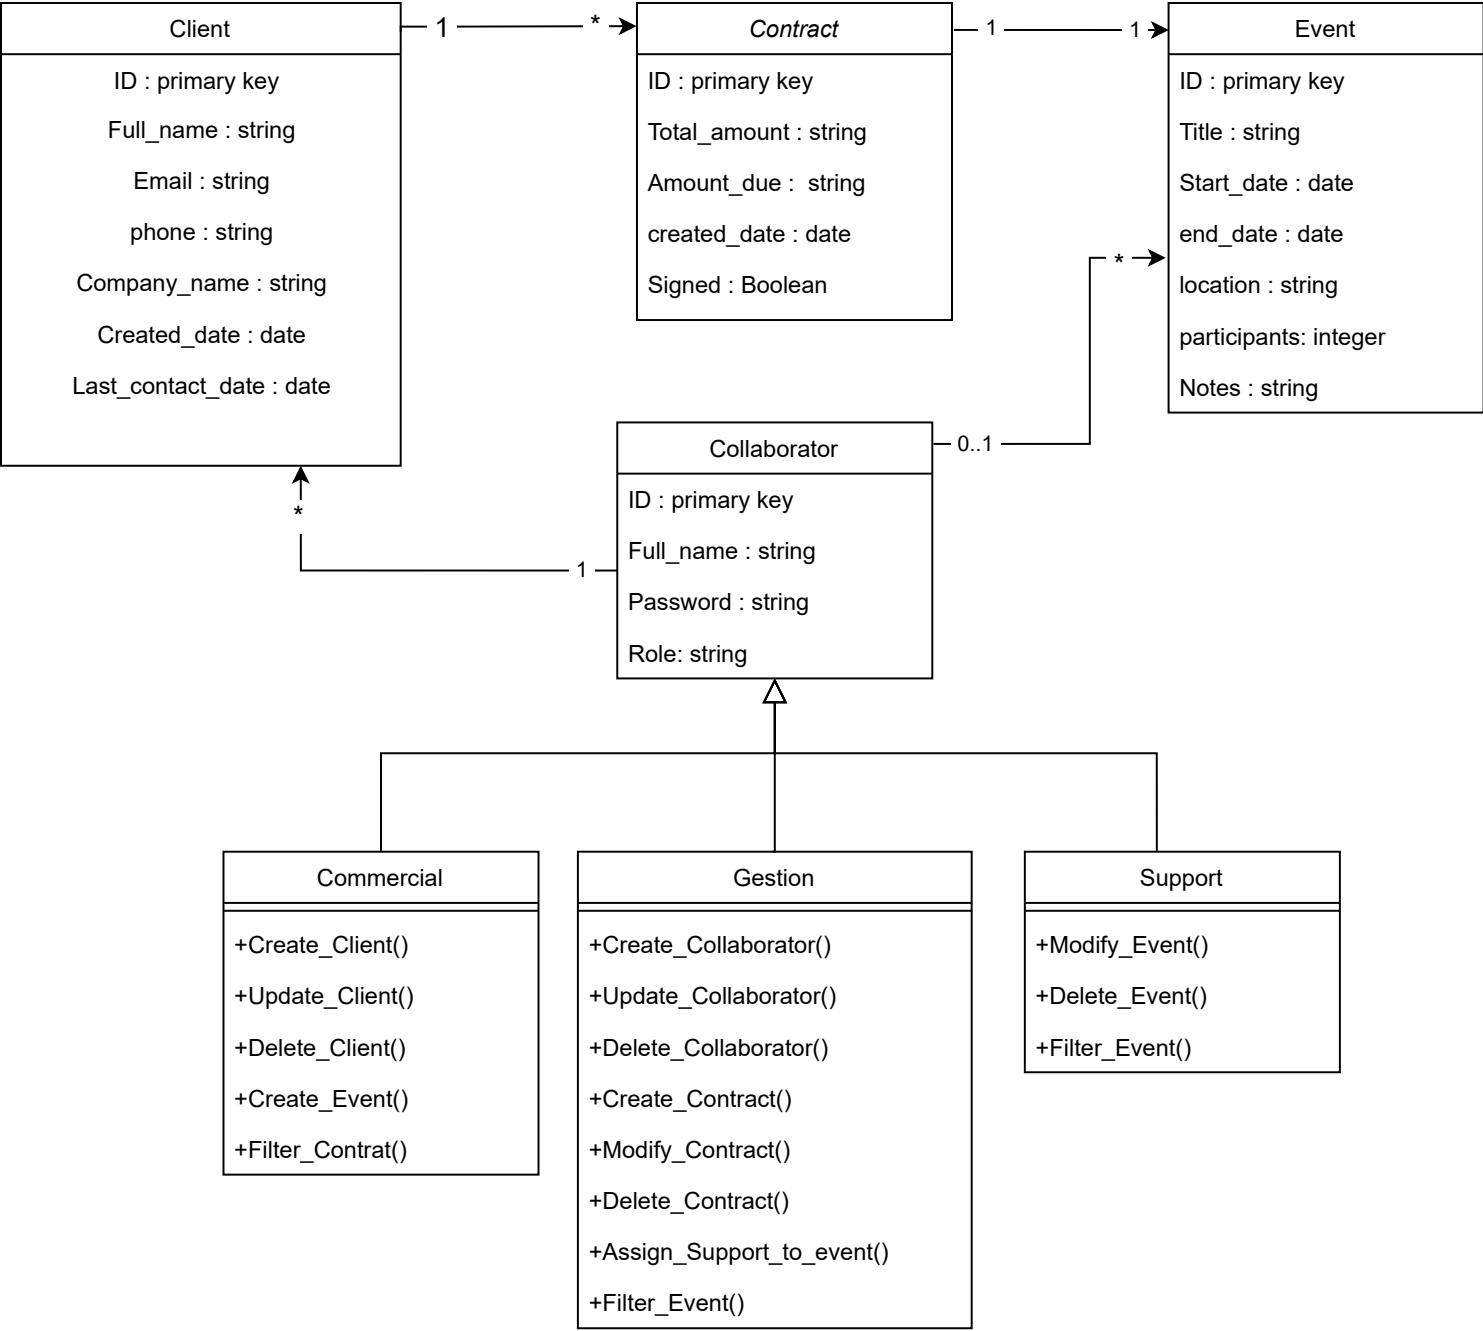 Client
ID : primary key
Full_name : string
Email : string
phone : string
Company_name : string
Created_date : date
Last_contact_date : date
1
*
Contract
ID : primary key
Total_amount : string
Amount_due :  string
created_date : date
Signed : Boolean
1
1
Event
ID : primary key
Title : string
Start_date : date
end_date : date
location : string
participants: integer
Notes : string
*
0..1
*
1
Collaborator
ID : primary key
Full_name : string
Password : string
Role: string
Commercial
+Create_Client()
+Update_Client()
+Delete_Client()
+Create_Event()
+Filter_Contrat()
Gestion
+Create_Collaborator()
+Update_Collaborator()
+Delete_Collaborator()
+Create_Contract()
+Modify_Contract()
+Delete_Contract()
+Assign_Support_to_event()
+Filter_Event()
Support
+Modify_Event()
+Delete_Event()
+Filter_Event()